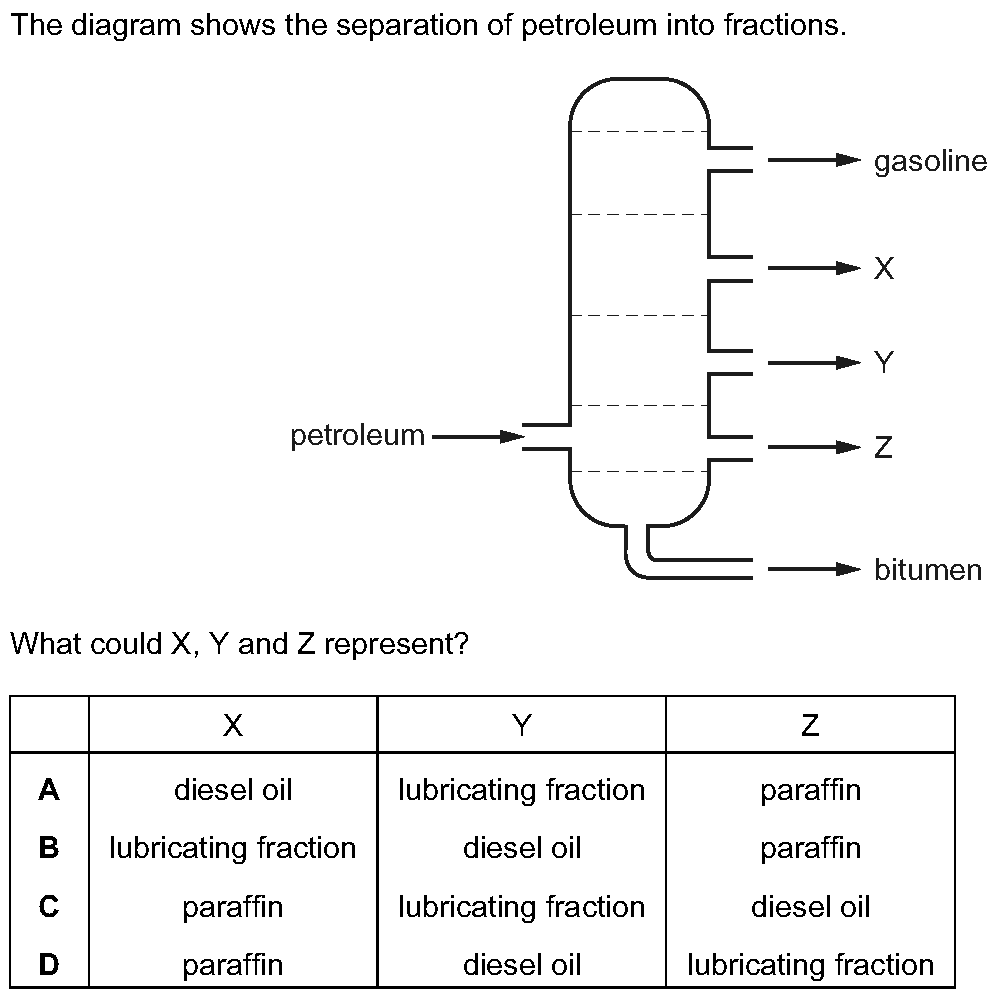 The diagram shows the separation of petroleum into fractions.
gasoline
X
Y
petroleum
Z
bitumen
What could X, Y and Z represent?
X Y Z
A diesel oil lubricating fraction paraffin
B lubricating fraction diesel oil paraffin
C paraffin lubricating fraction diesel oil
D paraffin diesel oil lubricating fraction